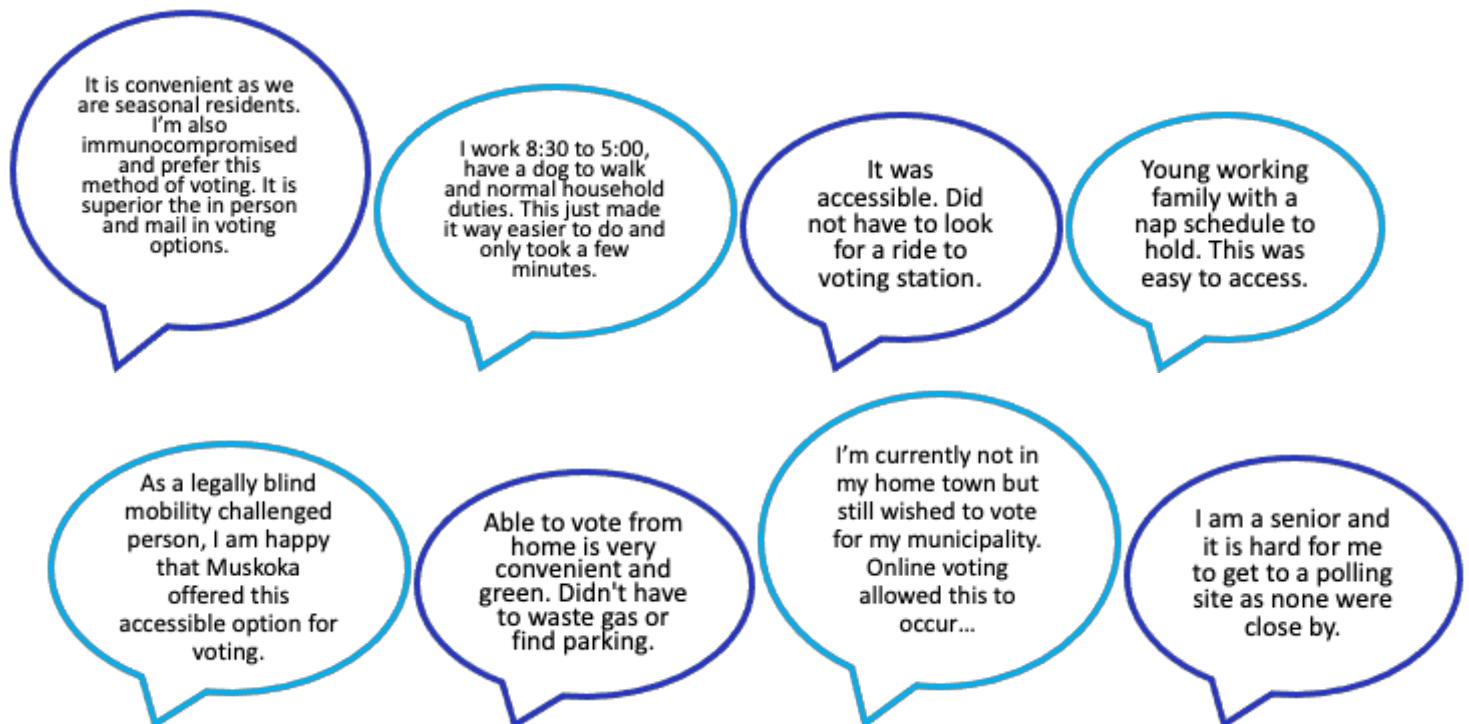 It is convenient as we
are seasonal residents.
I'm also
immunocompromised
and prefer this
method of voting. It is
superior the in person
and mail in voting
options.
I work 8:30 to 5:00,
have a dog to walk
and normal household
duties. This just made
it way easier to do and
only took a few
minutes.
It was
accessible. Did
not have to look
for a ride to
voting station.
Young working
family with a
nap schedule to
hold. This was
easy to access.
As a legally blind
mobility challenged
person, I am happy
that Muskoka
offered this
accessible option for
voting.
Able to vote from
home is very
convenient and
green. Didn't have
to waste gas or
find parking.
I'm currently not in
my home town but
still wished to vote
for my municipality.
Online voting
allowed this to
occur...
I am a senior and
it is hard for me
to get to a polling
site as none were
close by.